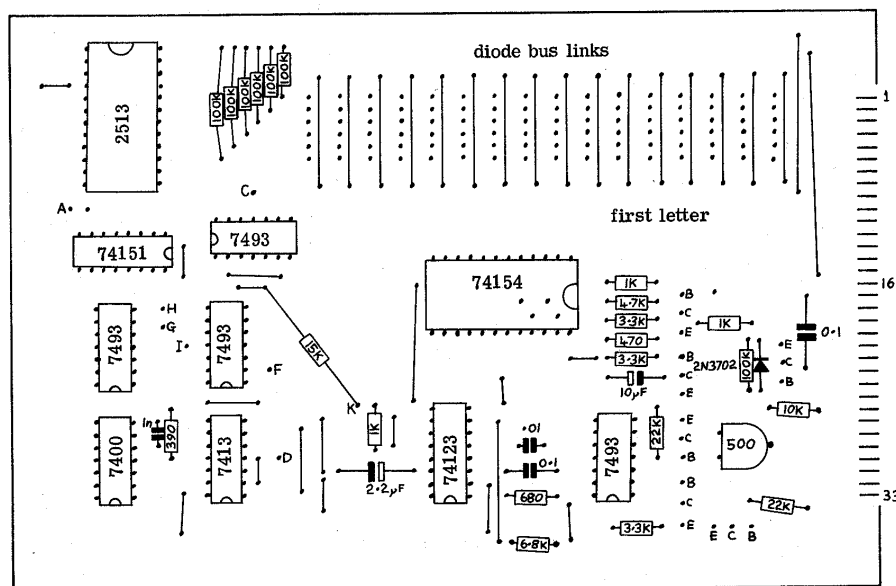 diode bus links
1
2513
100K
100K
100K
100K
100K
100K
C
A
first letter
74151
7493
74154
16
1K
B
4.7K
C
1K
0.1
H
3.3K
E
G
7493
7493
I
15K
470
E
3.3K
B
2N3702
100K
C
F
C
B
10µF
K
E
10K
1n
390
1K
.01
22K
E
7400
7413
74123
7493
C
500
D
0.1
B
2.2µF
680
B
33
C
22K
6.8K
3.3K
E
E C B